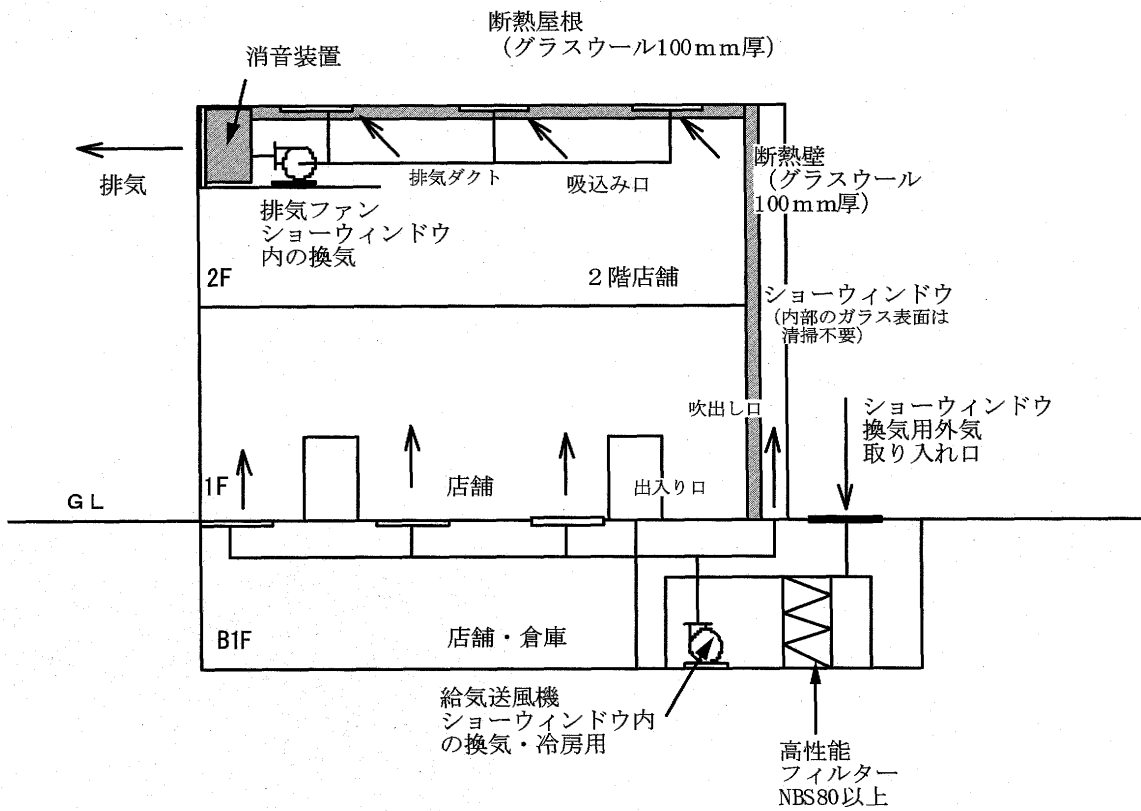 断熱屋根
（グラスウール100mm厚）
消音装置
排気
排気ダクト
吸込み口
断熱壁
（グラスウール
100mm厚）
排気ファン
ショーウィンドウ
内の換気
2F
２階店舗
ショーウィンドウ
（内部のガラス表面は
清掃不要）
吹出し口
ショーウィンドウ
換気用外気
取り入れ口
1F
店舗
出入り口
ＧＬ
B1F
店舗・倉庫
給気送風機
ショーウィンドウ内
の換気・冷房用
高性能
フィルター
NBS80以上